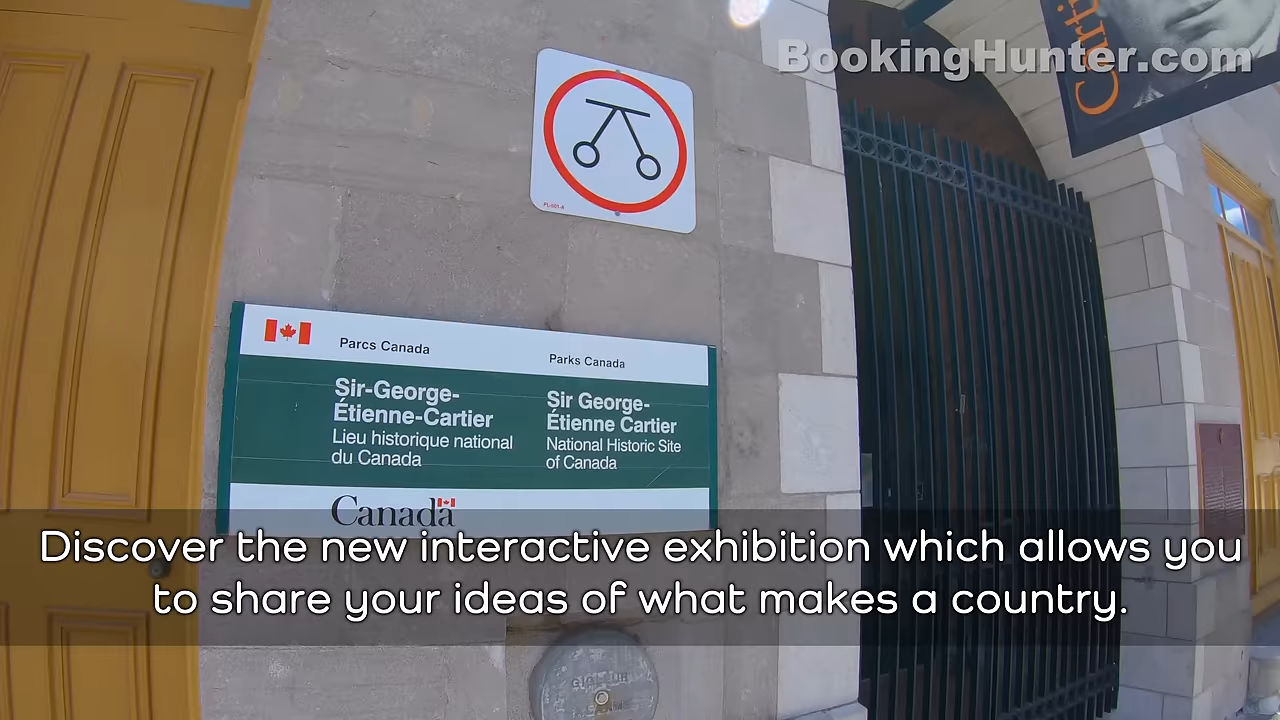 BookingHunter.com
Carti
Parcs Canada
Parks Canada
Sir-George-
Étienne-Cartier
Lieu historique national
du Canada
Sir George-
Étienne Cartier
National Historic Site
of Canada
Canada
Discover the new interactive exhibition which allows you
to share your ideas of what makes a country.